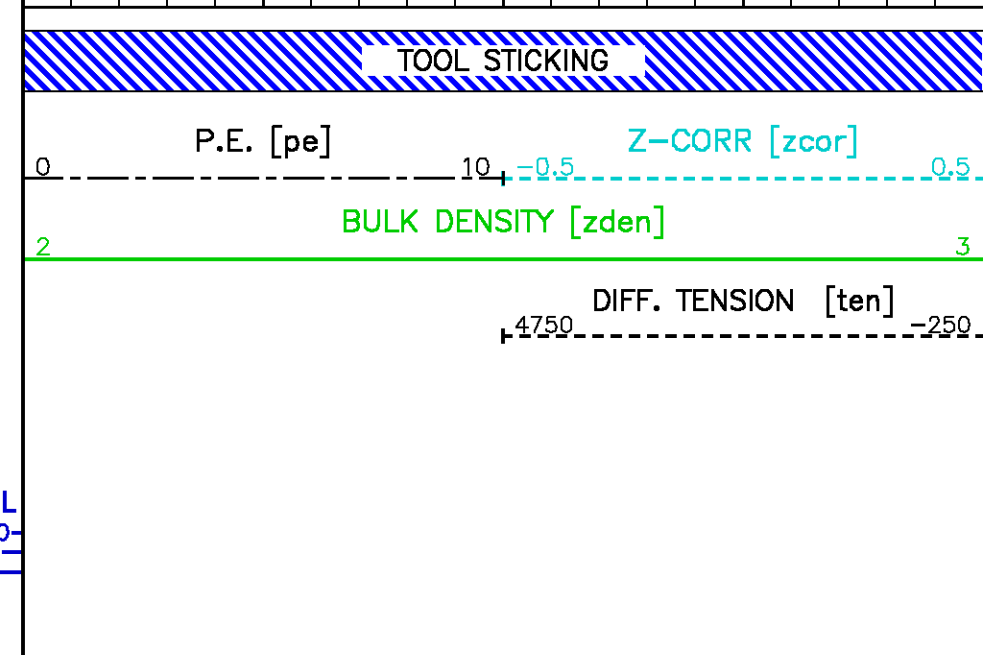 TOOL STICKING
P.E. [pe]
0 10
Z-CORR [zcor]
-0.5 0.5
BULK DENSITY [zden]
2 3
DIFF. TENSION [ten]
4750 -250
L
0